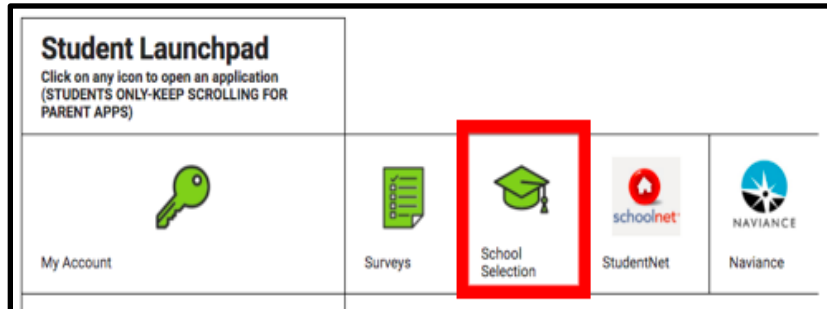 Student Launchpad
Click on any icon to open an application
(STUDENTS ONLY-KEEP SCROLLING FOR
PARENT APPS)
schoolnet
NAVIANCE
My Account
Surveys
School
Selection
StudentNet
Naviance